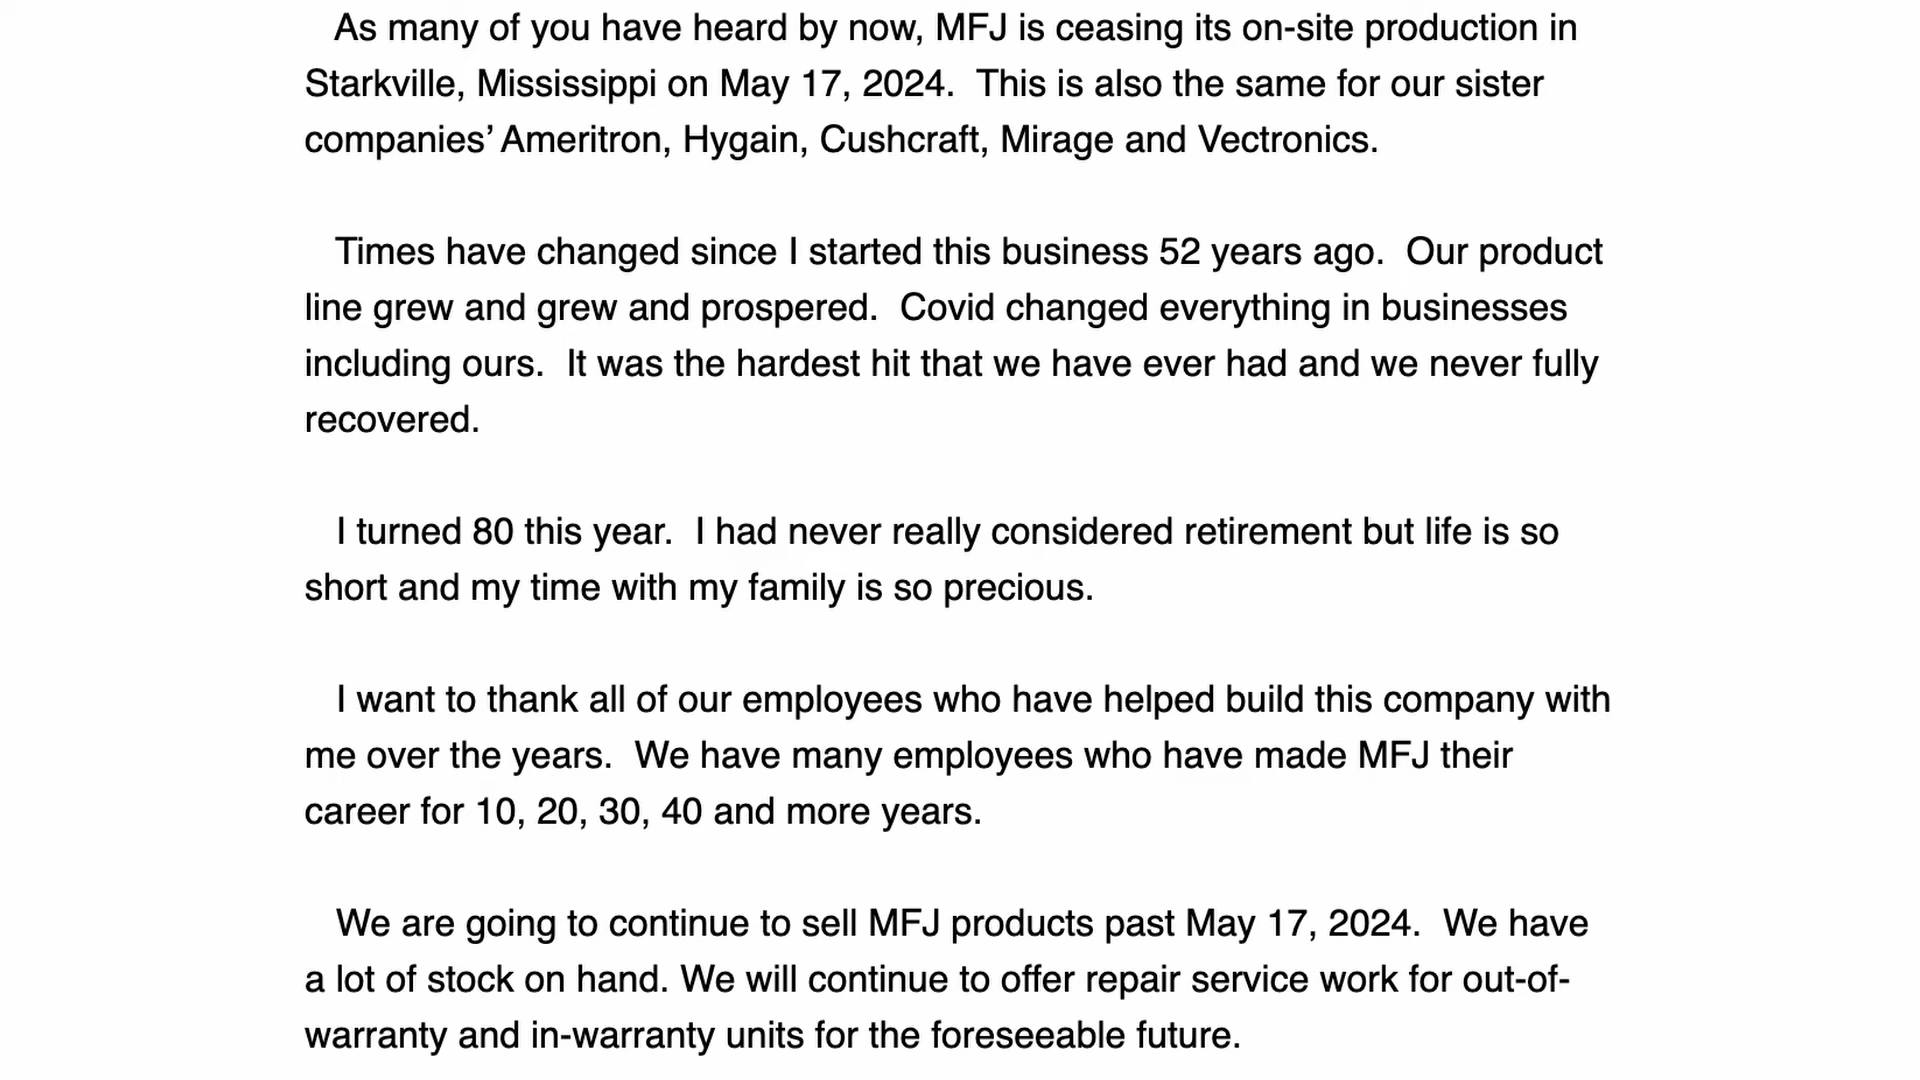 As many of you have heard by now, MFJ is ceasing its on-site production in
Starkville, Mississippi on May 17, 2024.  This is also the same for our sister
companies’ Ameritron, Hygain, Cushcraft, Mirage and Vectronics.
Times have changed since I started this business 52 years ago.  Our product
line grew and grew and prospered.  Covid changed everything in businesses
including ours.  It was the hardest hit that we have ever had and we never fully
recovered.
I turned 80 this year.  I had never really considered retirement but life is so
short and my time with my family is so precious.
I want to thank all of our employees who have helped build this company with
me over the years.  We have many employees who have made MFJ their
career for 10, 20, 30, 40 and more years.
We are going to continue to sell MFJ products past May 17, 2024.  We have
a lot of stock on hand. We will continue to offer repair service work for out-of-
warranty and in-warranty units for the foreseeable future.